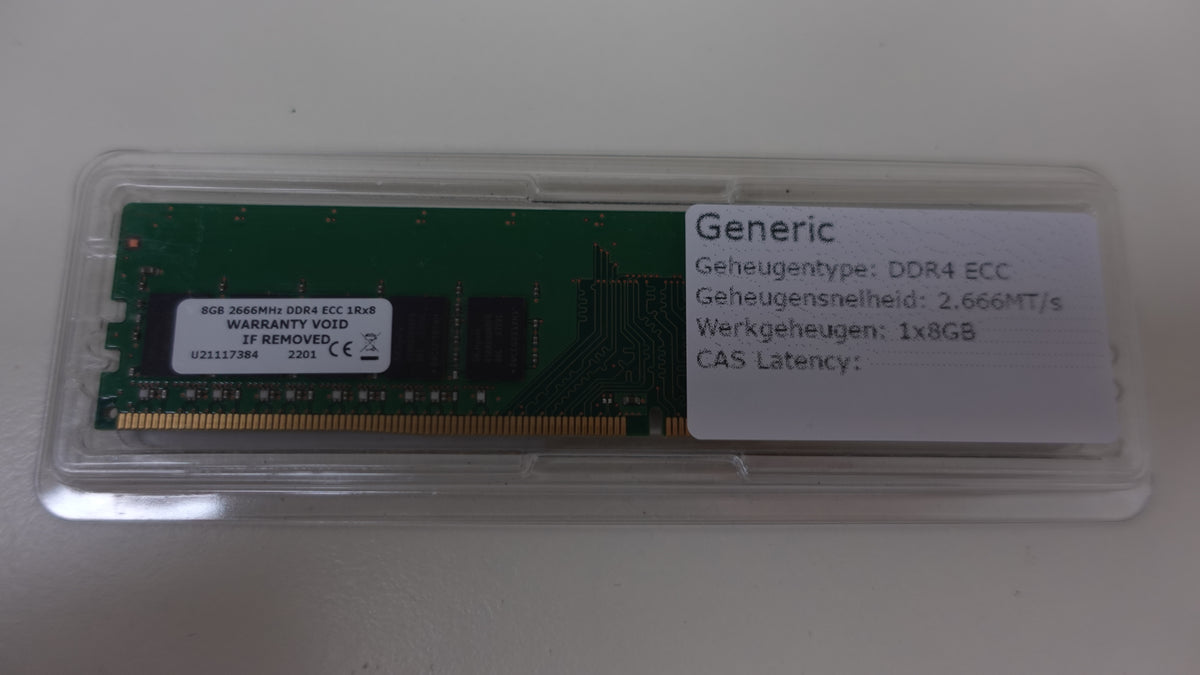 8GB 2666MHz DDR4 ECC 1Rx8
WARRANTY VOID
IF REMOVED
U21117384 2201 CE
Generic
Geheugentype: DDR4 ECC
Geheugensnelheid: 2.666MT/s
Werkgeheugen: 1x8GB
CAS Latency: